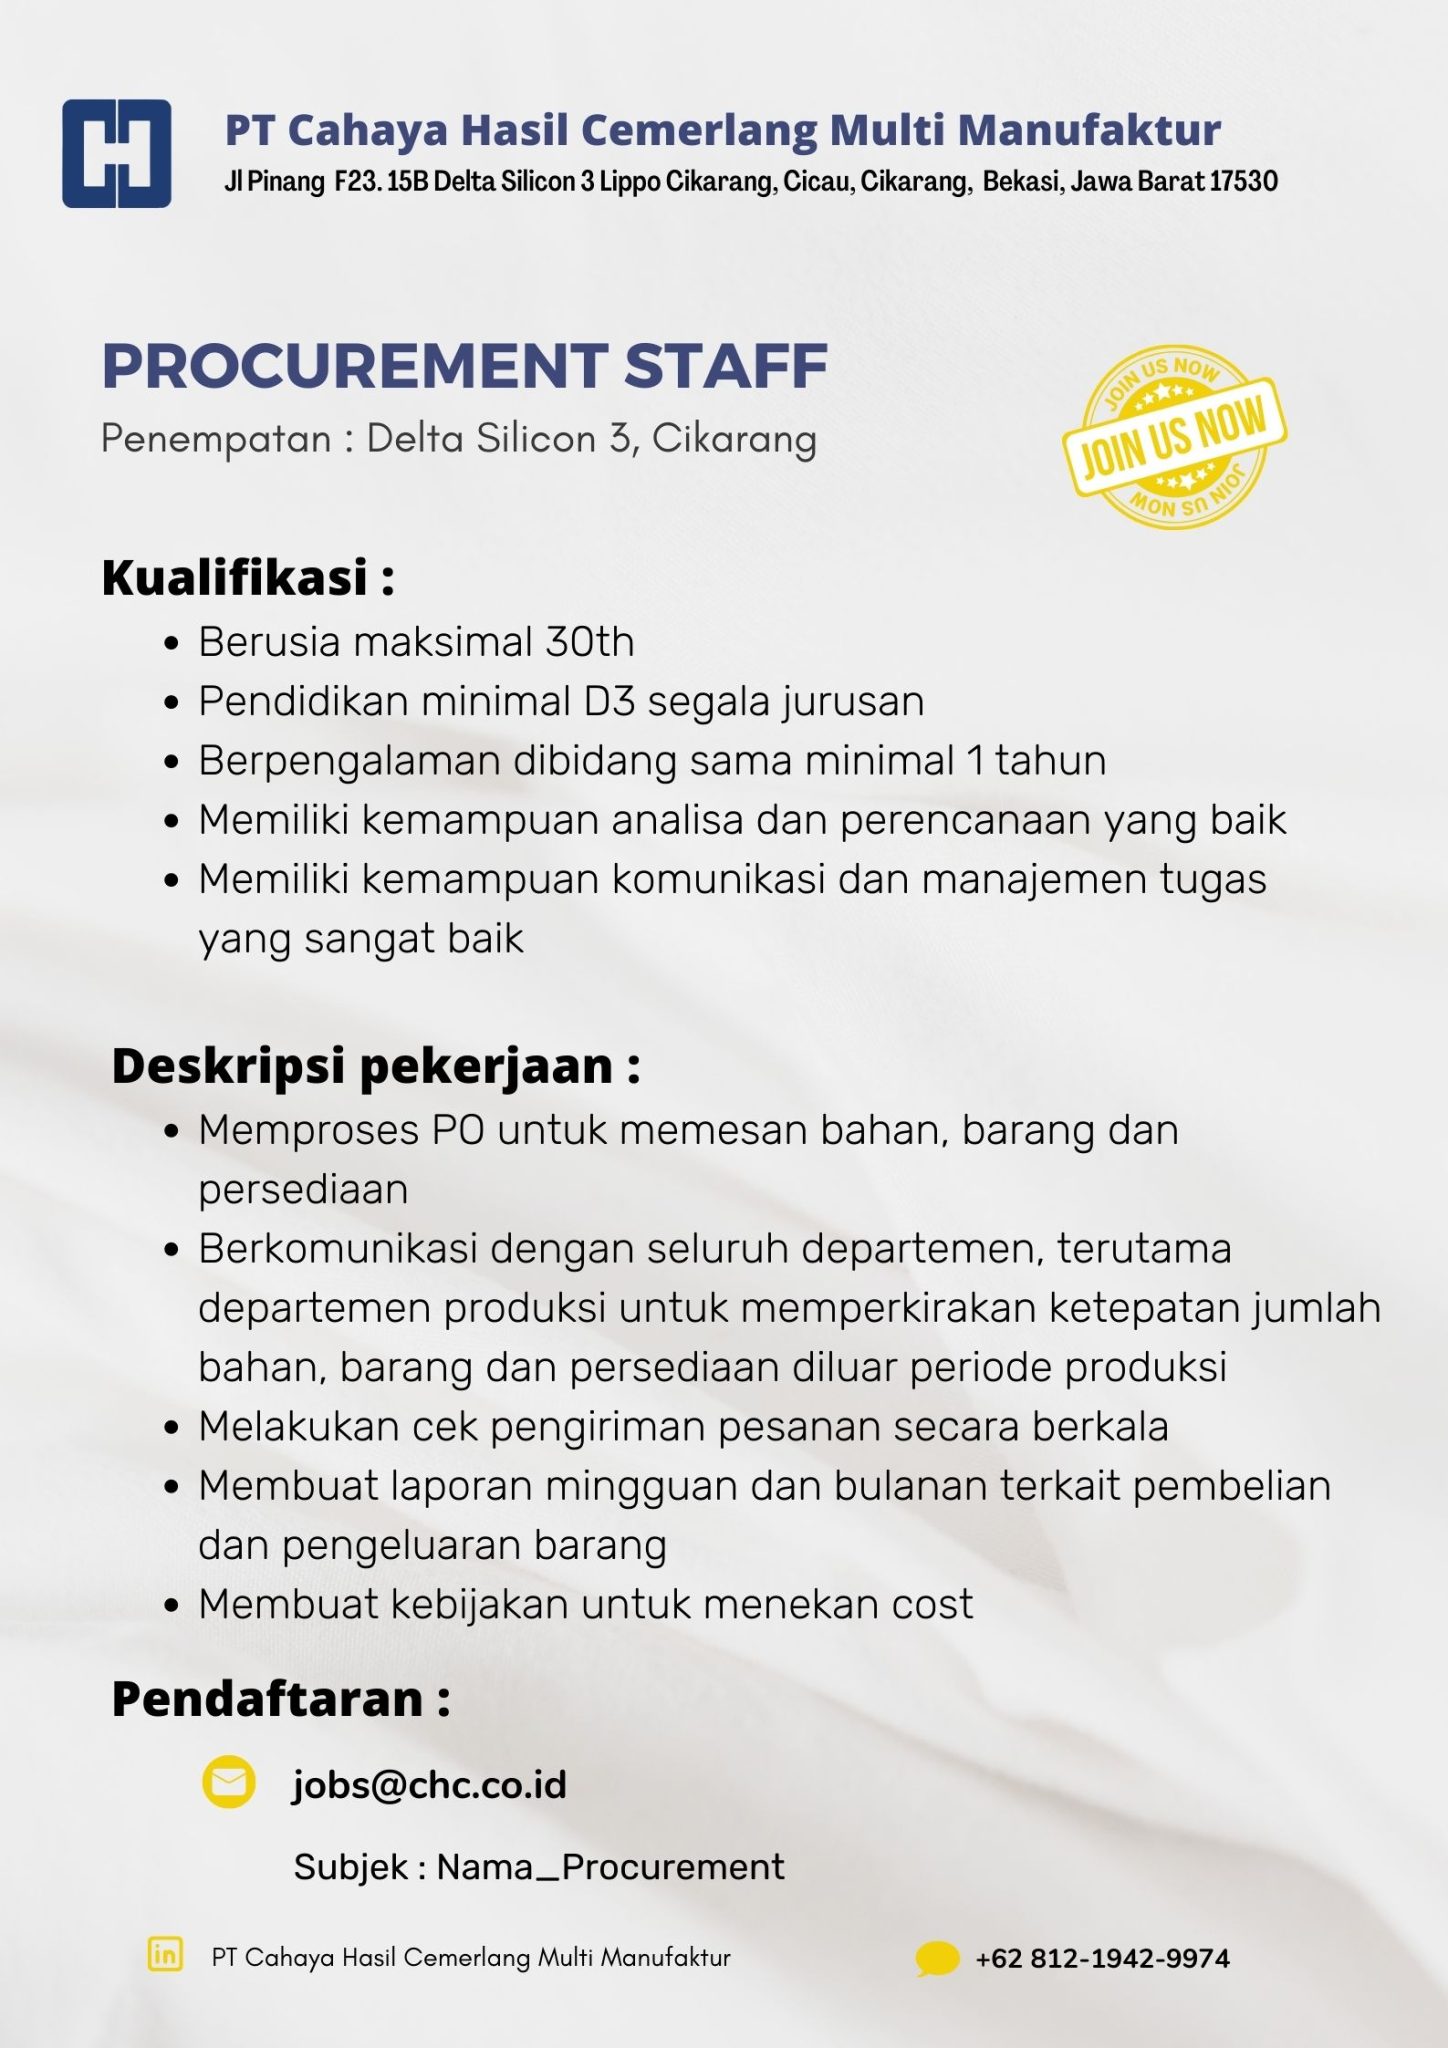 PT Cahaya Hasil Cemerlang Multi Manufaktur
Jl Pinang F23. 15B Delta Silicon 3 Lippo Cikarang, Cicau, Cikarang, Bekasi, Jawa Barat 17530
PROCUREMENT STAFF
Penempatan : Delta Silicon 3, Cikarang
JOIN US NOW
JOIN US NOW
JOIN US NOW
Kualifikasi :
• Berusia maksimal 30th
• Pendidikan minimal D3 segala jurusan
• Berpengalaman dibidang sama minimal 1 tahun
• Memiliki kemampuan analisa dan perencanaan yang baik
• Memiliki kemampuan komunikasi dan manajemen tugas
yang sangat baik
Deskripsi pekerjaan :
• Memproses PO untuk memesan bahan, barang dan
persediaan
• Berkomunikasi dengan seluruh departemen, terutama
departemen produksi untuk memperkirakan ketepatan jumlah
bahan, barang dan persediaan diluar periode produksi
• Melakukan cek pengiriman pesanan secara berkala
• Membuat laporan mingguan dan bulanan terkait pembelian
dan pengeluaran barang
• Membuat kebijakan untuk menekan cost
Pendaftaran :
jobs@chc.co.id
Subjek : Nama_Procurement
in PT Cahaya Hasil Cemerlang Multi Manufaktur
+62 812-1942-9974